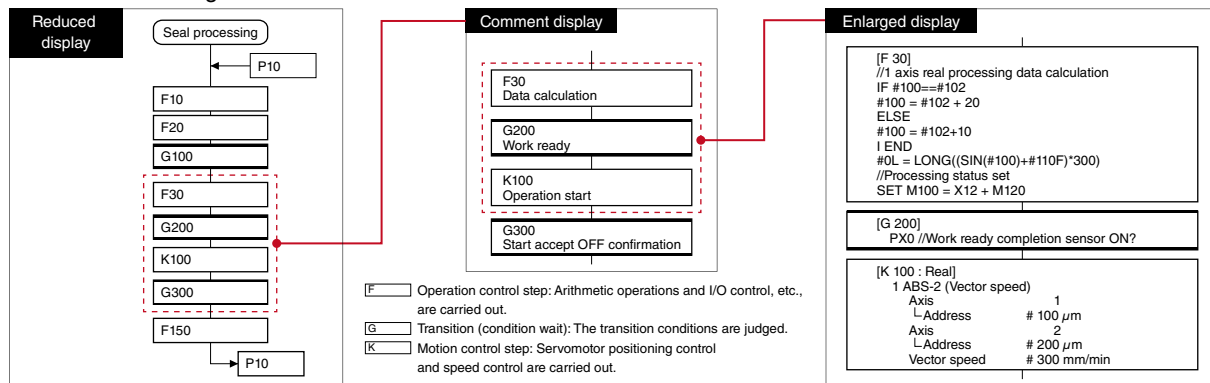 Reduced
display
Seal processing
P10
F10
F20
G100
F30
G200
K100
G300
F150
P10
Comment display
F30
Data calculation
G200
Work ready
K100
Operation start
G300
Start accept OFF confirmation
F Operation control step: Arithmetic operations and I/O control, etc.,
are carried out.
G Transition (condition wait): The transition conditions are judged.
K Motion control step: Servomotor positioning control
and speed control are carried out.
Enlarged display
[F 30]
//1 axis real processing data calculation
IF #100==#102
#100 = #102 + 20
ELSE
#100 = #102+10
I END
#0L = LONG((SIN(#100)+#110F)*300)
//Processing status set
SET M100 = X12 + M120
[G 200]
PX0 //Work ready completion sensor ON?
[K 100 : Real]
1 ABS-2 (Vector speed)
Axis 1
Address # 100 µm
Axis 2
Address # 200 µm
Vector speed # 300 mm/min